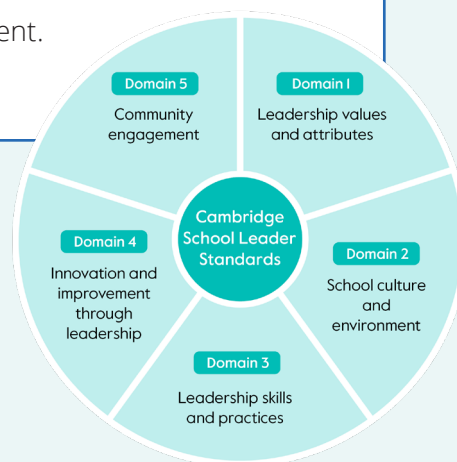 ent.
Domain 5
Community
engagement
Domain 1
Leadership values
and attributes
Cambridge
School Leader
Standards
Domain 4
Innovation and
improvement
through
leadership
Domain 2
School culture
and
environment
Domain 3
Leadership skills
and practices